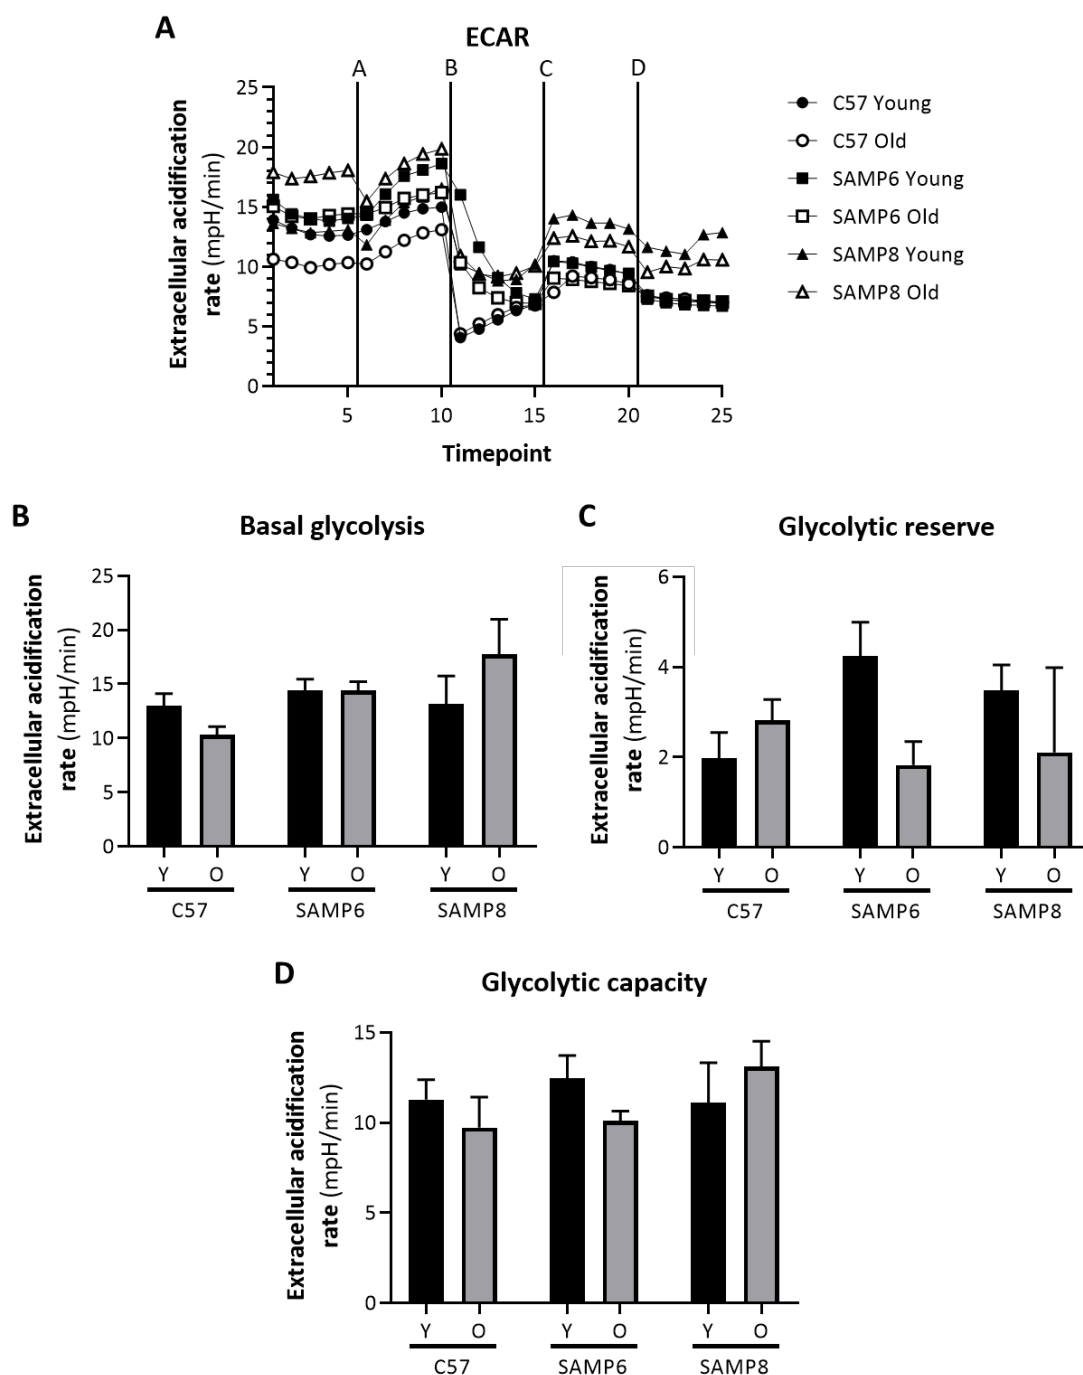 A
ECAR
A B C D
Extracellular acidification
rate (mpH/min)
25
20
15
10
5
0
5 10 15 20 25
Timepoint
C57 Young
C57 Old
SAMP6 Young
SAMP6 Old
SAMP8 Young
SAMP8 Old
B
Basal glycolysis
Extracellular acidification
rate (mpH/min)
25
20
15
10
5
0
Y O Y O Y O
C57 SAMP6 SAMP8
C
Glycolytic reserve
Extracellular acidification
rate (mpH/min)
6
4
2
0
Y O Y O Y O
C57 SAMP6 SAMP8
D
Glycolytic capacity
Extracellular acidification
rate (mpH/min)
15
10
5
0
Y O Y O Y O
C57 SAMP6 SAMP8